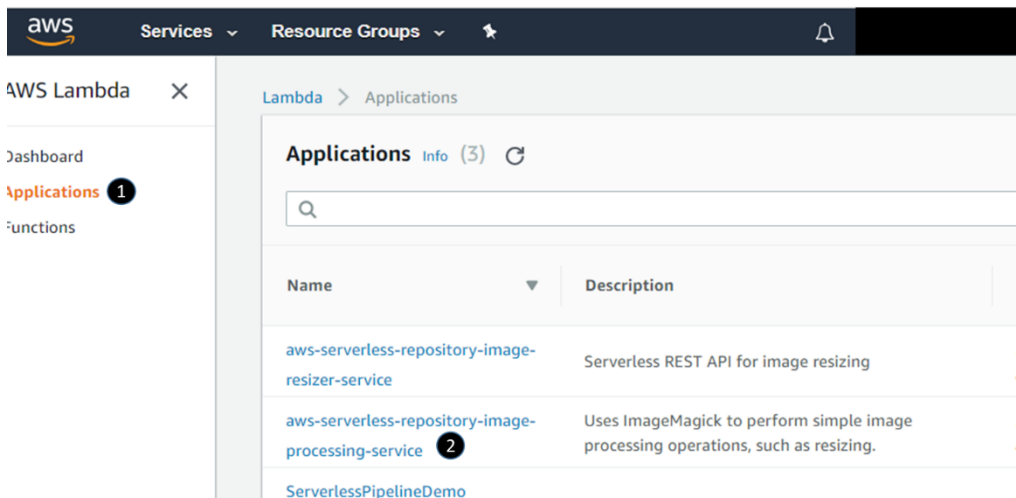 aws
Services
Resource Groups
AWS Lambda
Dashboard
Applications 1
Functions
Lambda > Applications
Applications Info (3)
Name
Description
aws-serverless-repository-image-
resizer-service
Serverless REST API for image resizing
aws-serverless-repository-image-
processing-service 2
Uses ImageMagick to perform simple image
processing operations, such as resizing.
ServerlessPipelineDemo